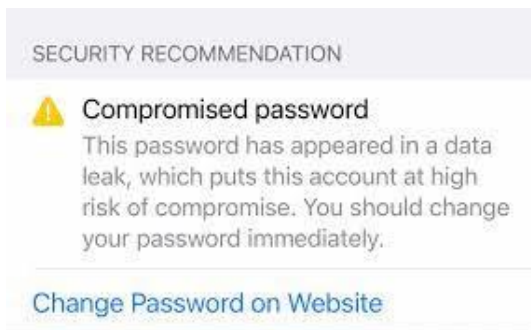 SECURITY RECOMMENDATION
Compromised password
This password has appeared in a data
leak, which puts this account at high
risk of compromise. You should change
your password immediately.
Change Password on Website